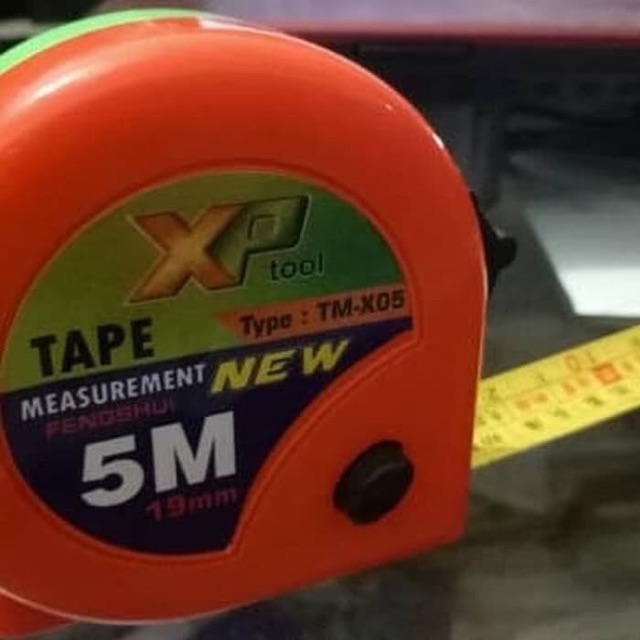 XP
tool
Type : TM-X05
TAPE
MEASUREMENT NEW
FENGSHUI
5M
19mm